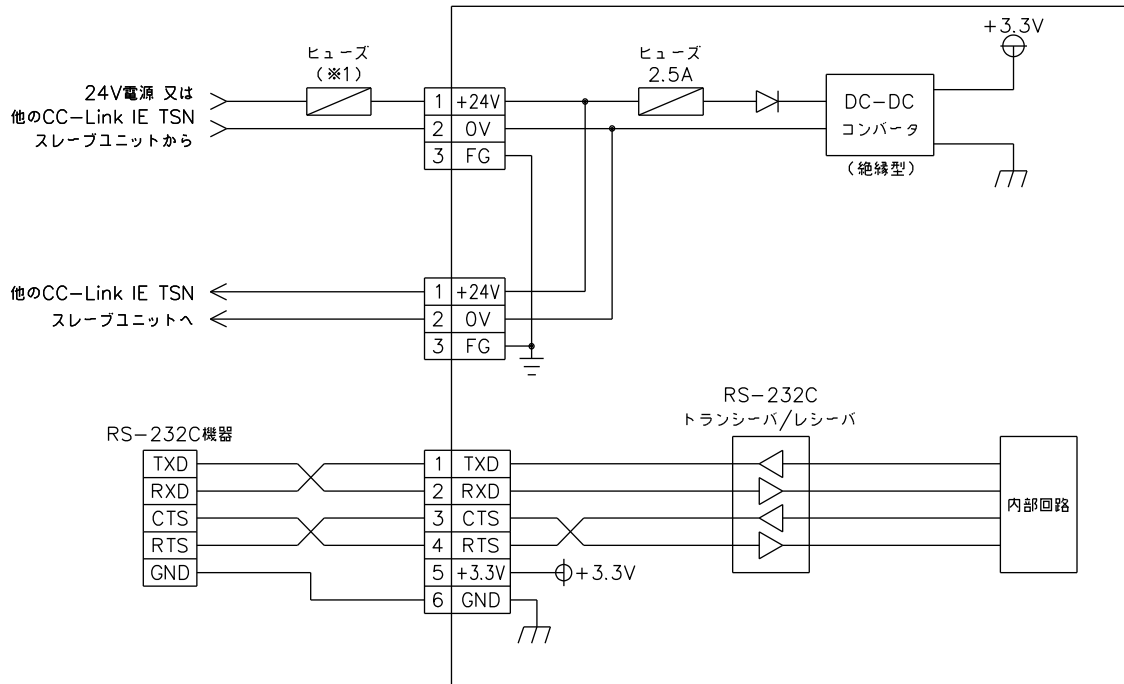 +3.3V
ヒューズ
(※1)
ヒューズ
2.5A
24V電源 又は
他のCC-Link IE TSN
スレーブユニットから
1 +24V
2 0V
3 FG
DC-DC
コンバータ
(絶縁型)
他のCC-Link IE TSN
スレーブユニットへ
1 +24V
2 0V
3 FG
RS-232C
トランシーバ/レシーバ
RS-232C機器
TXD
RXD
CTS
RTS
GND
1 TXD
2 RXD
3 CTS
4 RTS
5 +3.3V
6 GND
+3.3V
内部回路